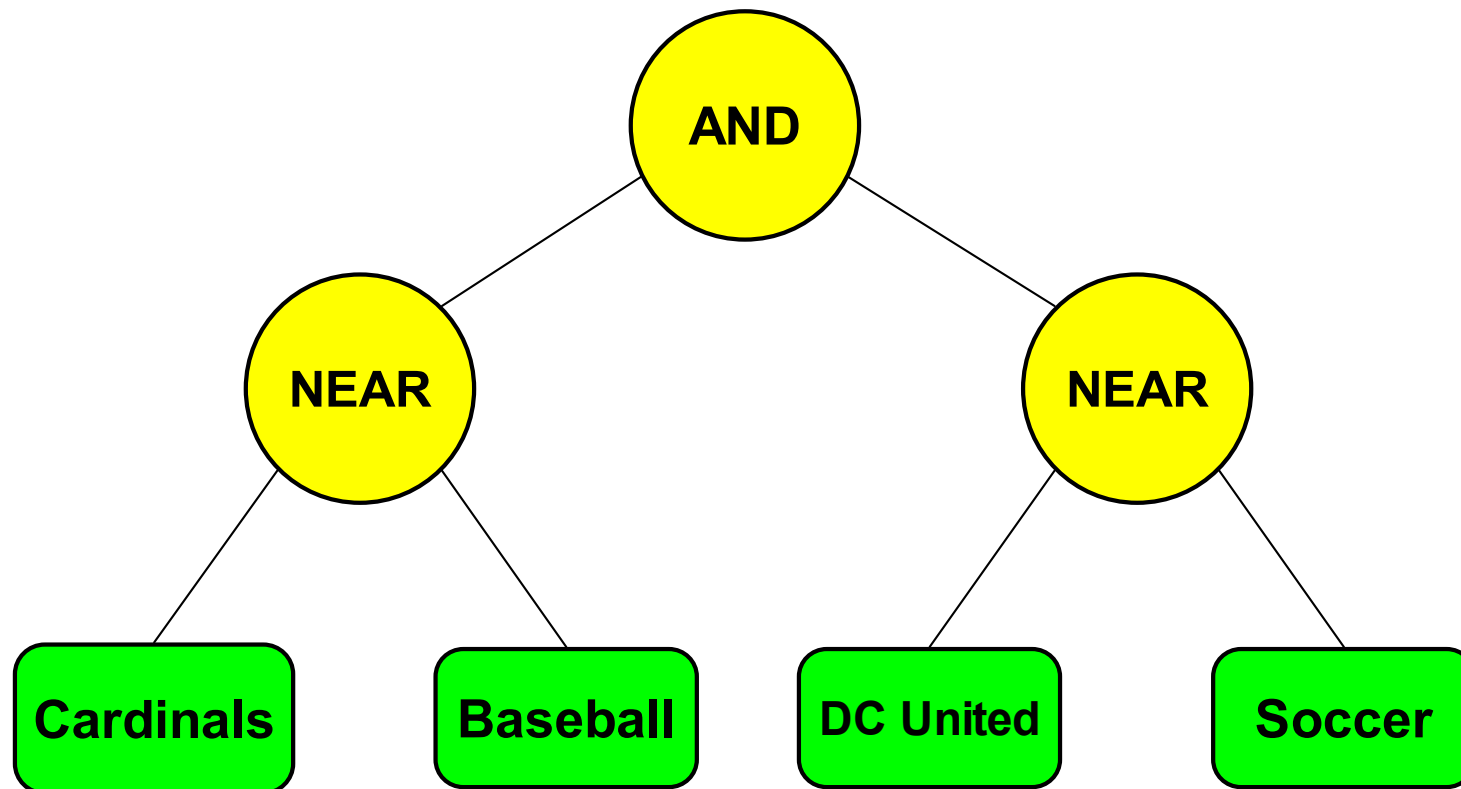 AND
NEAR
NEAR
Cardinals
Baseball
DC United
Soccer